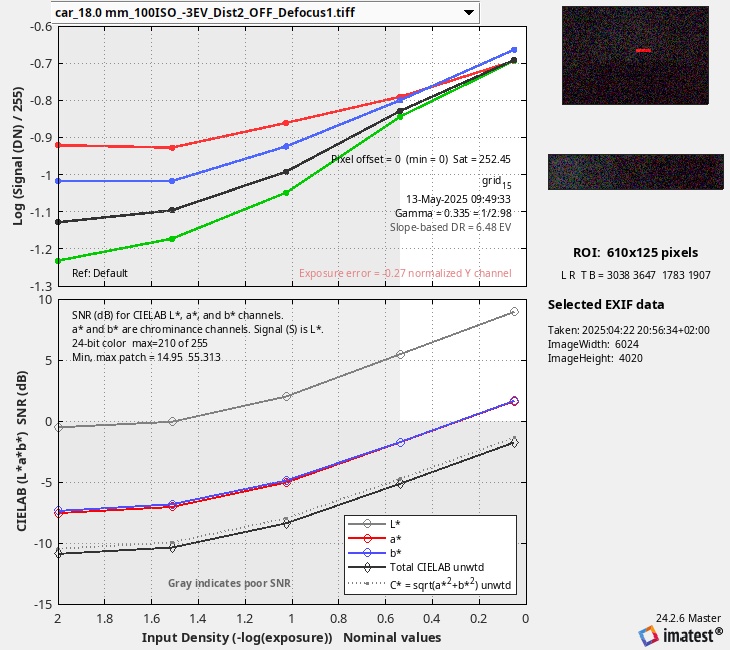 car_18.0 mm_100ISO_-3EV_Dist2_OFF_Defocus1.tiff
-0.6
-0.7
-0.8
-0.9
-1
-1.1
-1.2
-1.3
Log (Signal (DN) / 255)
Pixel offset = 0 (min = 0) Sat = 252.45
grid15
13-May-2025 09:49:33
Gamma = 0.335 = 1/2.98
Slope-based DR = 6.48 EV
Ref: Default
Exposure error = -0.27 normalized Y channel
10
5
0
-5
-10
-15
CIELAB (L*a*b*) SNR (dB)
SNR (dB) for CIELAB L*, a*, and b* channels.
a* and b* are chrominance channels. Signal (S) is L*.
24-bit color max=210 of 255
Min, max patch = 14.95 55.313
Gray indicates poor SNR
L*
a*
b*
Total CIELAB unwtd
C* = sqrt(a*2+b*2) unwtd
2
1.8
1.6
1.4
1.2
1
0.8
0.6
0.4
0.2
0
Input Density (-log(exposure)) Nominal values
ROI: 610x125 pixels
L R T B = 3038 3647 1783 1907
Selected EXIF data
Taken: 2025:04:22 20:56:34+02:00
ImageWidth: 6024
ImageHeight: 4020
24.2.6 Master
imatest®